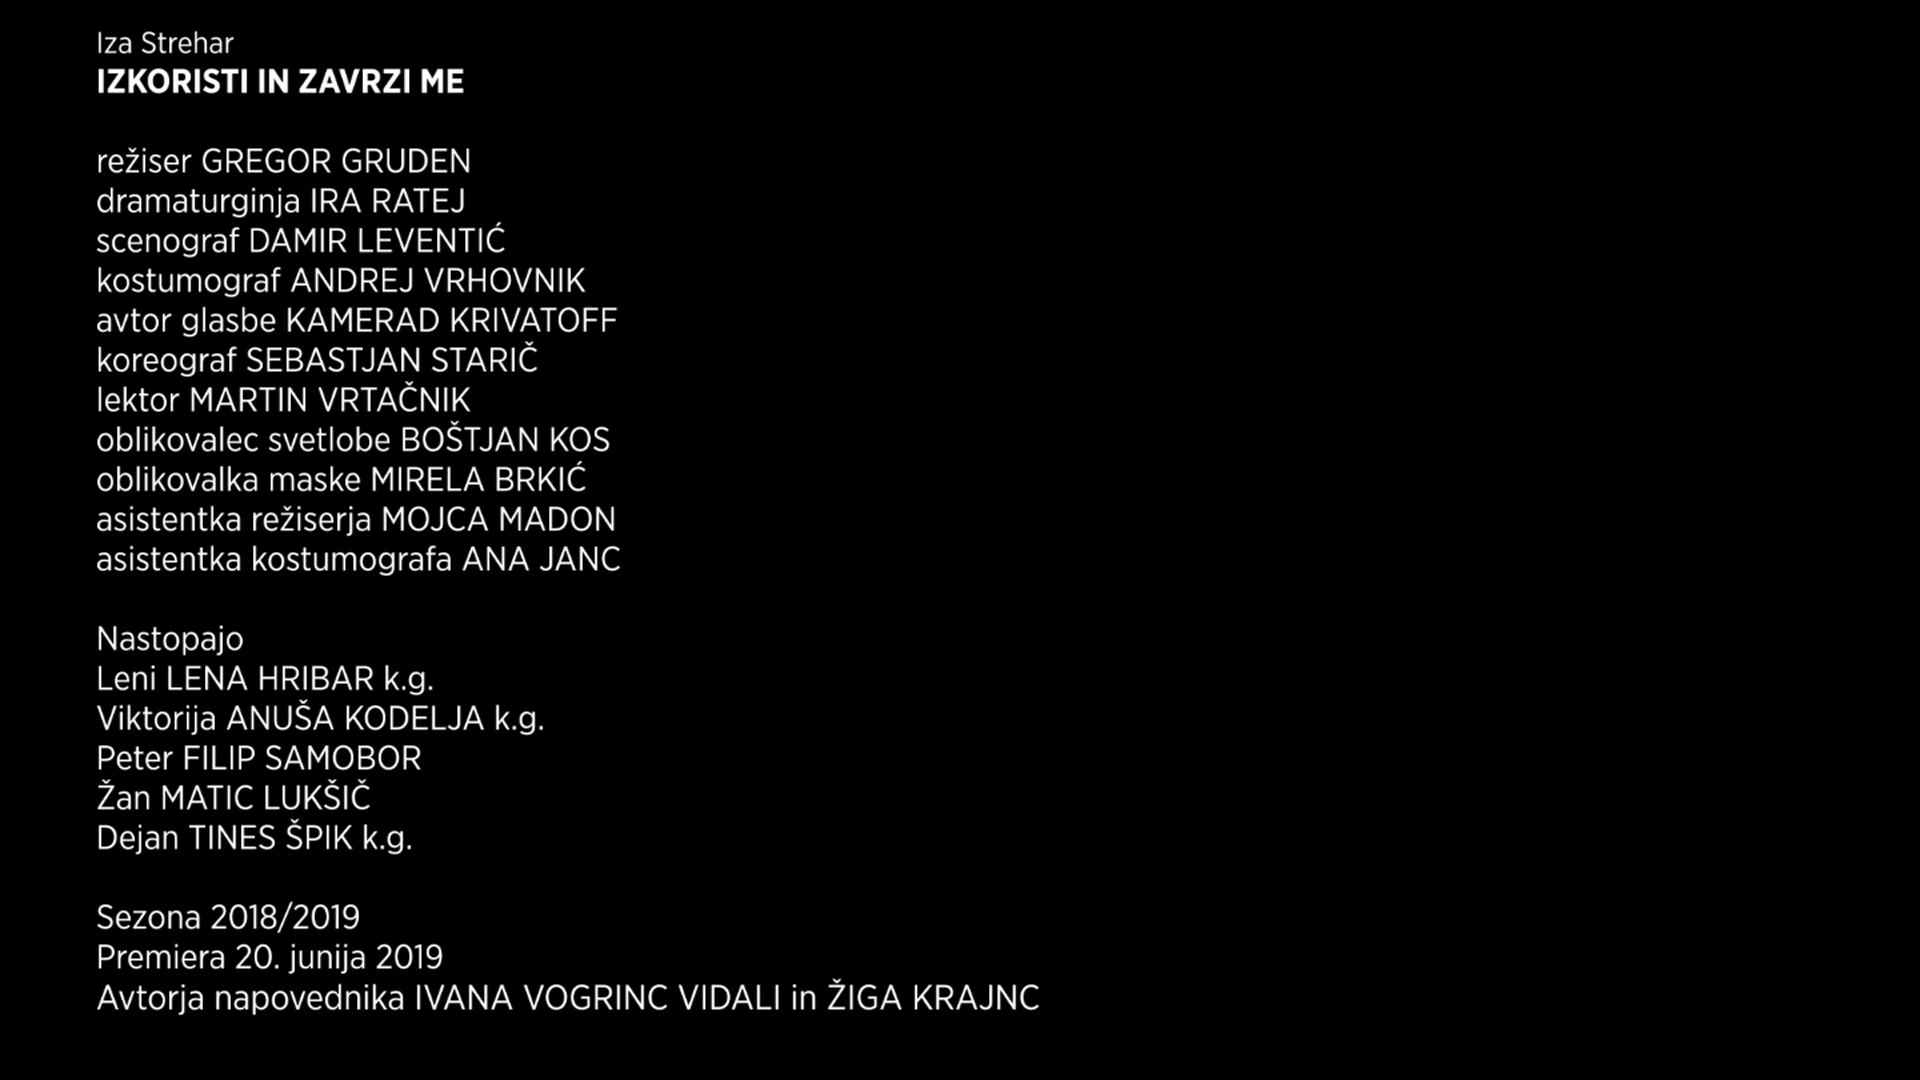 Iza Strehar
IZKORISTI IN ZAVRZI ME
režiser GREGOR GRUDEN
dramaturginja IRA RATEJ
scenograf DAMIR LEVENTIĆ
kostumograf ANDREJ VRHOVNIK
avtor glasbe KAMERAD KRIVATOFF
koreograf SEBASTJAN STARIČ
lektor MARTIN VRTAČNIK
oblikovalec svetlobe BOŠTJAN KOS
oblikovalka maske MIRELA BRKIĆ
asistentka režiserja MOJCA MADON
asistentka kostumografa ANA JANC
Nastopajo
Leni LENA HRIBAR k.g.
Viktorija ANUŠA KODELJA k.g.
Peter FILIP SAMOBOR
Žan MATIC LUKŠIČ
Dejan TINES ŠPIK k.g.
Sezona 2018/2019
Premiera 20. junija 2019
Avtorja napovednika IVANA VOGRINC VIDALI in ŽIGA KRAJNC